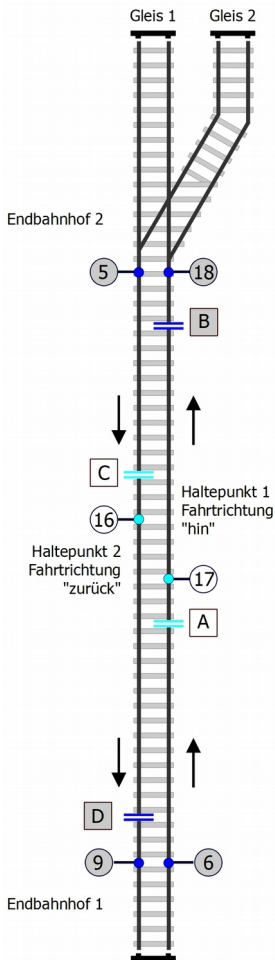 Gleis 1 Gleis 2
Endbahnhof 2
5 18
B
C
Haltepunkt 1
Fahrtrichtung
"hin"
16
Haltepunkt 2
Fahrtrichtung
"zurück"
17
A
D
9 6
Endbahnhof 1